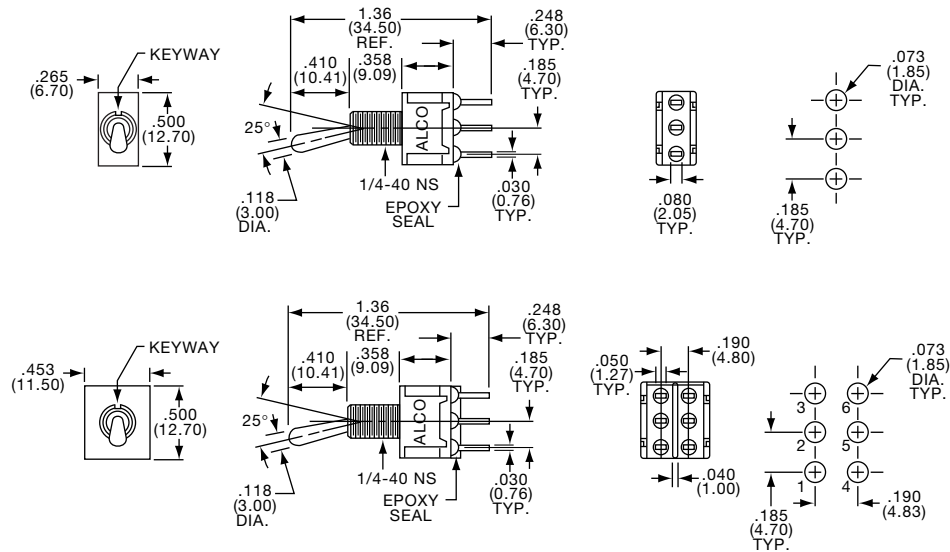 KEYWAY
.265
(6.70)
.500
(12.70)
1.36
(34.50)
REF.
.410
(10.41)
.358
(9.09)
.248
(6.30)
TYP.
.185
(4.70)
TYP.
25°
ALCO
.118
(3.00)
DIA.
1/4-40 NS
EPOXY
SEAL
.030
(0.76)
TYP.
.080
(2.05)
TYP.
.073
(1.85)
DIA.
TYP.
.185
(4.70)
TYP.
KEYWAY
.453
(11.50)
.500
(12.70)
1.36
(34.50)
REF.
.410
(10.41)
.358
(9.09)
.248
(6.30)
TYP.
.185
(4.70)
TYP.
25°
ALCO
.118
(3.00)
DIA.
1/4-40 NS
EPOXY
SEAL
.030
(0.76)
TYP.
.050
(1.27)
TYP.
.190
(4.80)
.040
(1.00)
.073
(1.85)
DIA.
TYP.
3 6
2 5
1 4
.185
(4.70)
TYP.
.190
(4.83)